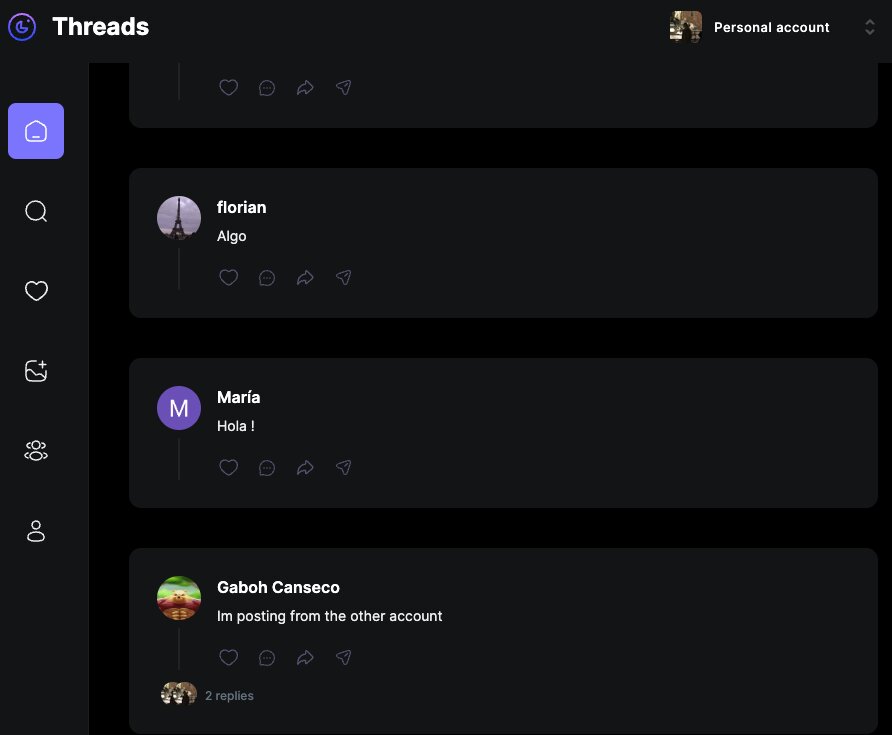 Threads
Personal account
florian
Algo
M
María
Hola !
Gaboh Canseco
Im posting from the other account
2 replies